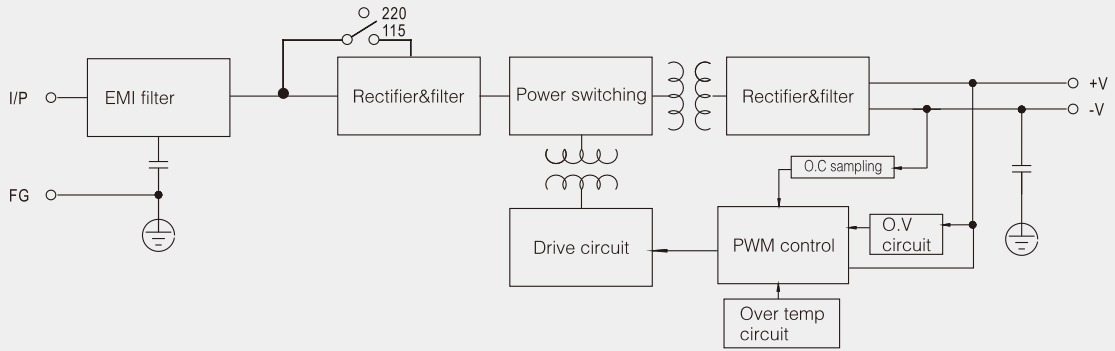 220
115
I/P
EMI filter
Rectifier&filter
Power switching
Rectifier&filter
+V
-V
O.C sampling
FG
Drive circuit
PWM control
O.V
circuit
Over temp
circuit